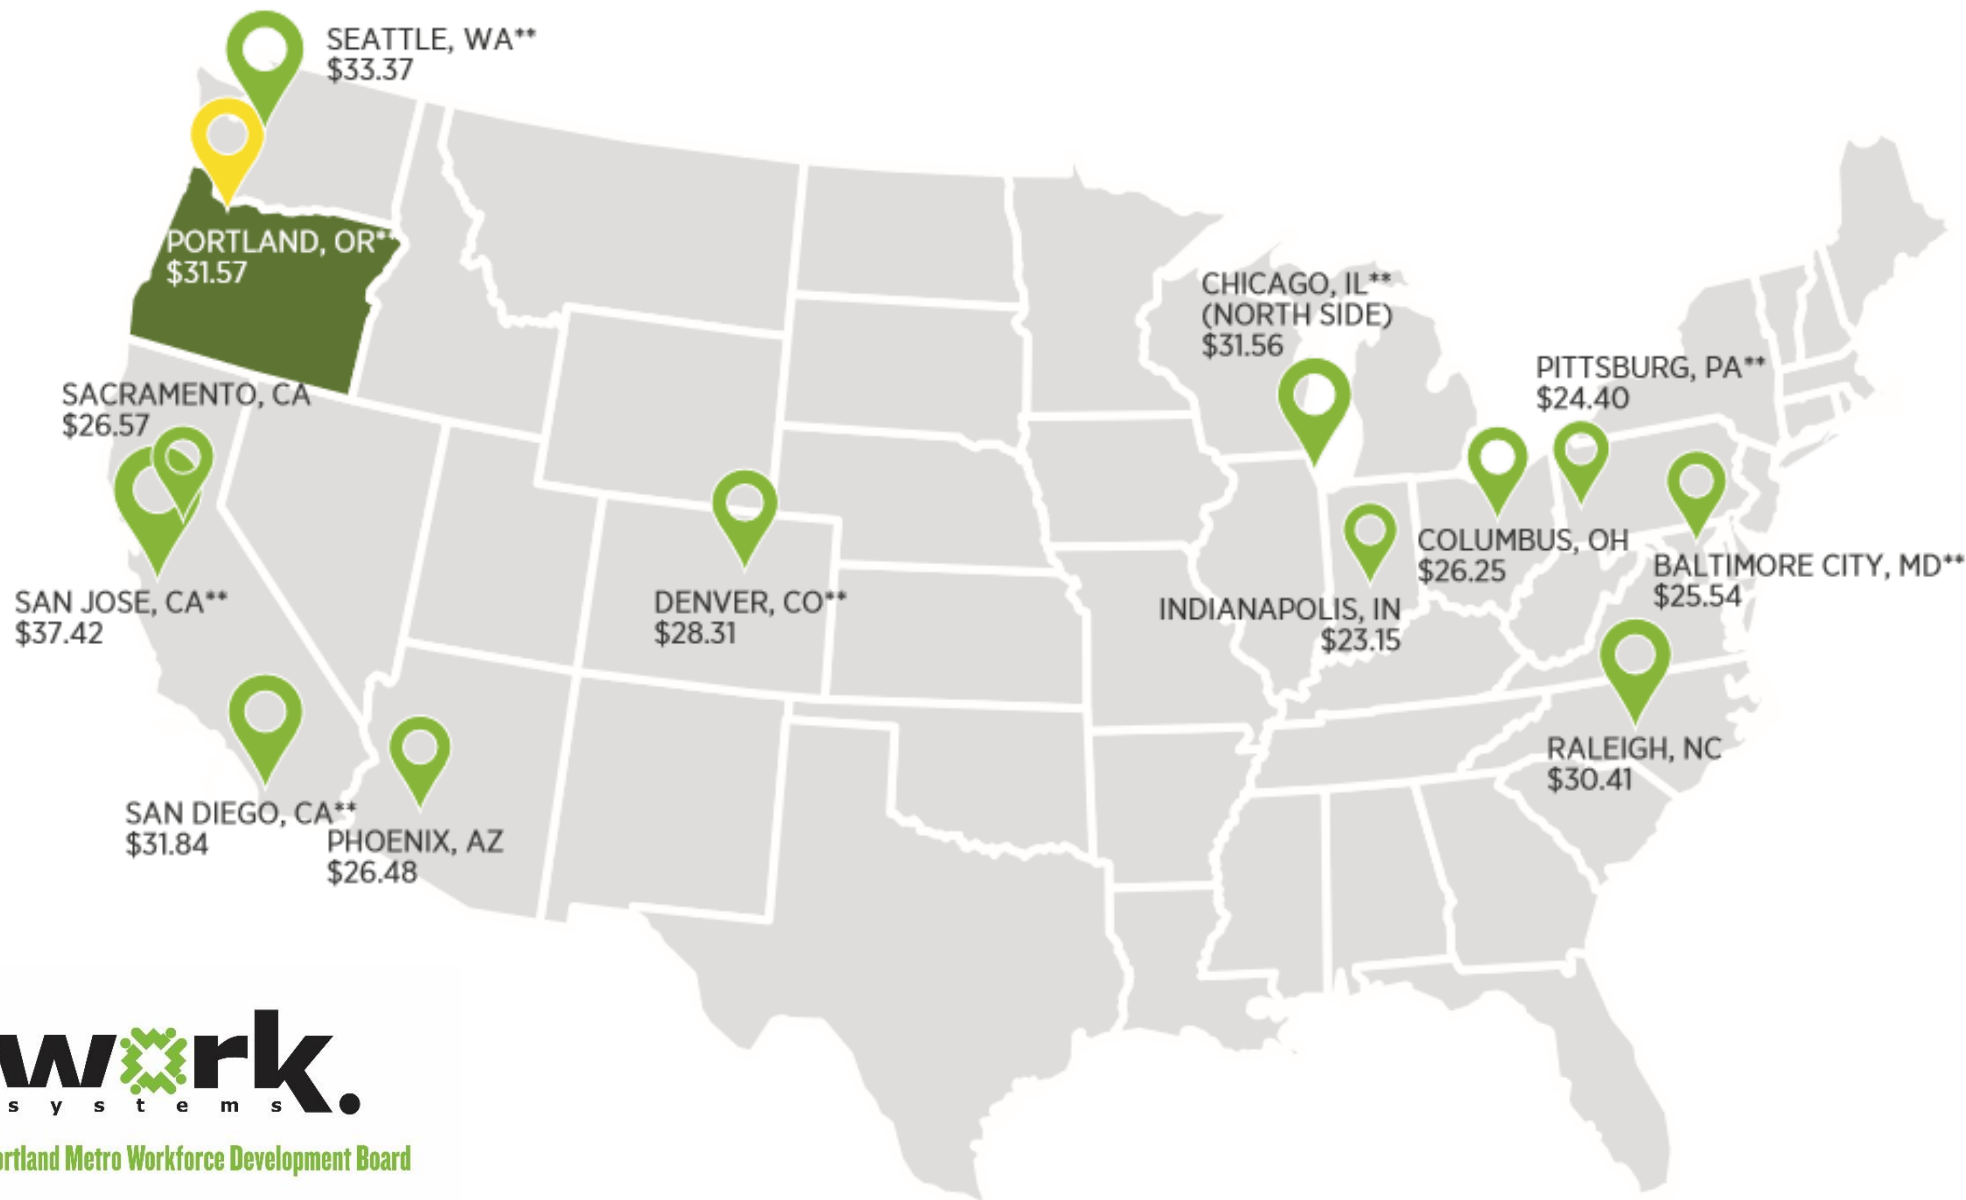 SEATTLE, WA**
$33.37
PORTLAND, OR**
$31.57
CHICAGO, IL**
(NORTH SIDE)
$31.56
PITTSBURG, PA**
$24.40
SACRAMENTO, CA
$26.57
COLUMBUS, OH
$26.25
BALTIMORE CITY, MD**
$25.54
SAN JOSE, CA**
$37.42
DENVER, CO**
$28.31
INDIANAPOLIS, IN
$23.15
RALEIGH, NC
$30.41
SAN DIEGO, CA**
$31.84
PHOENIX, AZ
$26.48
work.
systems
ortland Metro Workforce Development Board